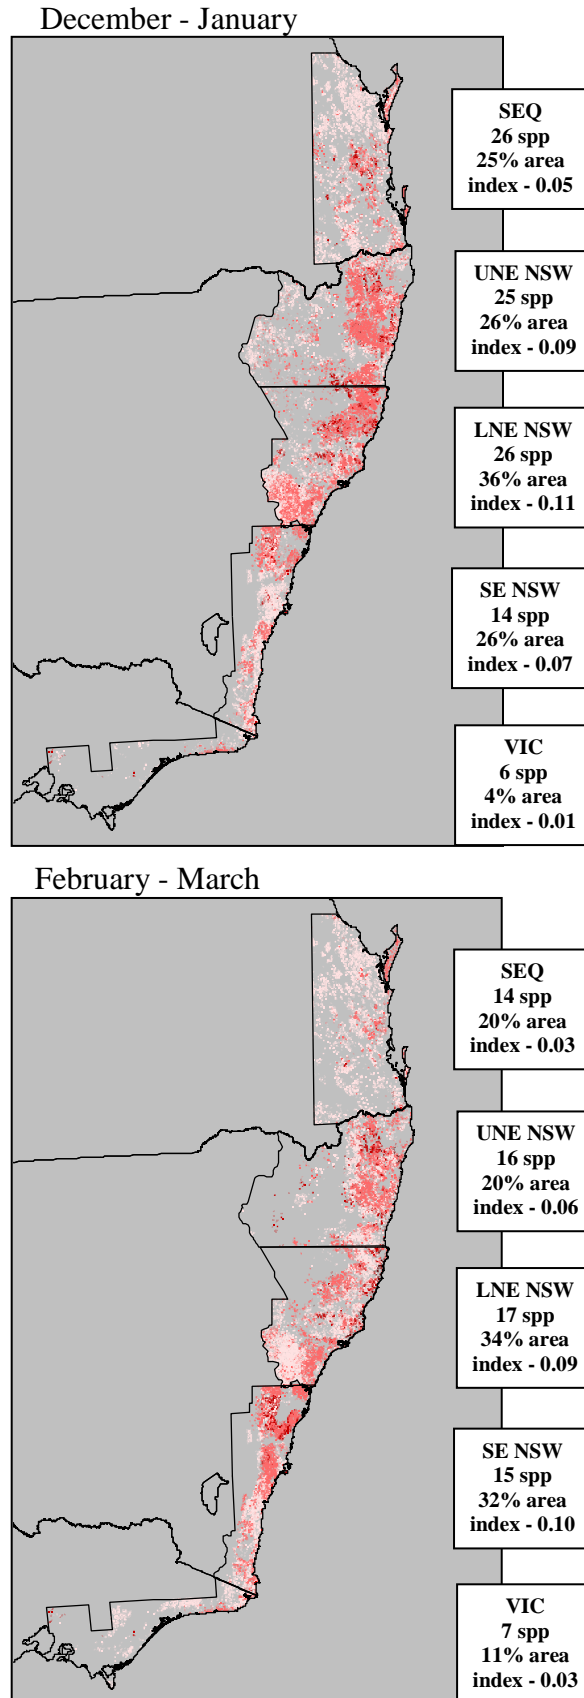 December - January
SEQ
26 spp
25% area
index - 0.05
UNE NSW
25 spp
26% area
index - 0.09
LNE NSW
26 spp
36% area
index - 0.11
SE NSW
14 spp
26% area
index - 0.07
VIC
6 spp
4% area
index - 0.01
February - March
SEQ
14 spp
20% area
index - 0.03
UNE NSW
16 spp
20% area
index - 0.06
LNE NSW
17 spp
34% area
index - 0.09
SE NSW
15 spp
32% area
index - 0.10
VIC
7 spp
11% area
index - 0.03